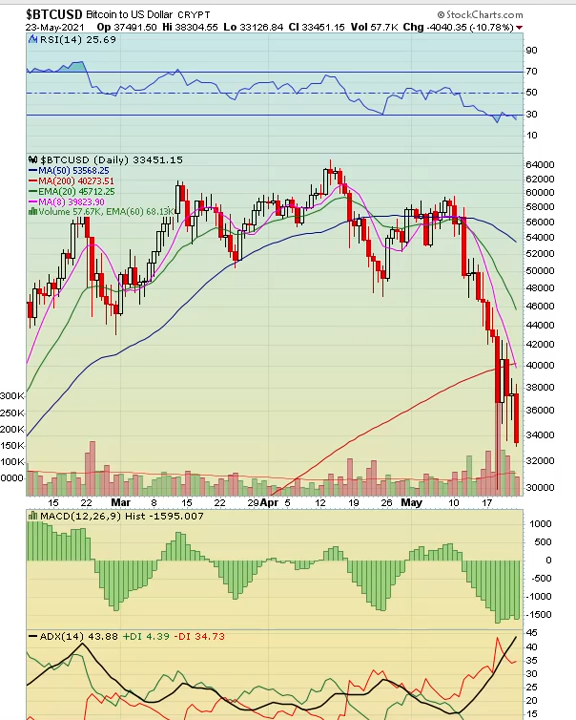 $BTCUSD Bitcoin to US Dollar CRYPT © StockCharts.com
23-May-2021 Op 37491.50 Hi 38304.55 Lo 33126.84 Cl 33451.15 Vol 57.7K Chg -4040.35 (-10.78%)
RSI(14) 25.69
90
70
50
30
10
$BTCUSD (Daily) 33451.15
MA(50) 53568.25
MA(200) 40273.51
EMA(20) 45712.25
MA(8) 39823.90
Volume 57.67K, EMA(60) 68.13K
64000
62000
60000
58000
56000
54000
52000
50000
48000
46000
44000
42000
40000
38000
36000
34000
32000
30000
300K
250K
200K
150K
100K
0000
15 22 Mar 8 15 22 29 Apr 5 12 19 26 May 10 17
MACD(12,26,9) Hist -1595.007
1000
500
0
-500
-1000
-1500
ADX(14) 43.88 +DI 4.39 -DI 34.73
45
40
35
30
25
20
15